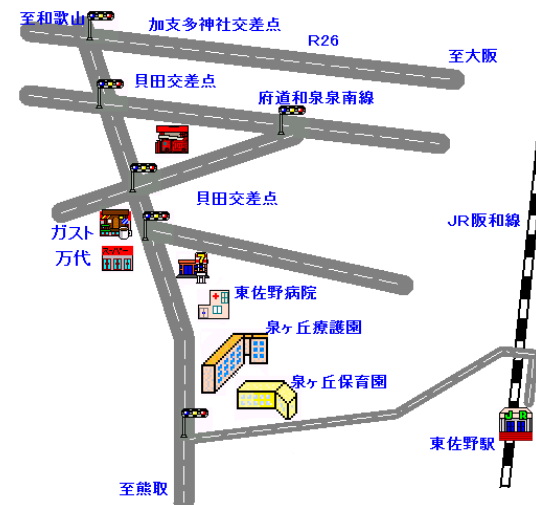 至和歌山
加支多神社交差点
R26
至大阪
貝田交差点
府道和泉泉南線
貝田交差点
JR阪和線
ガスト
万代
東佐野病院
泉ヶ丘療護園
泉ヶ丘保育園
東佐野駅
至熊取